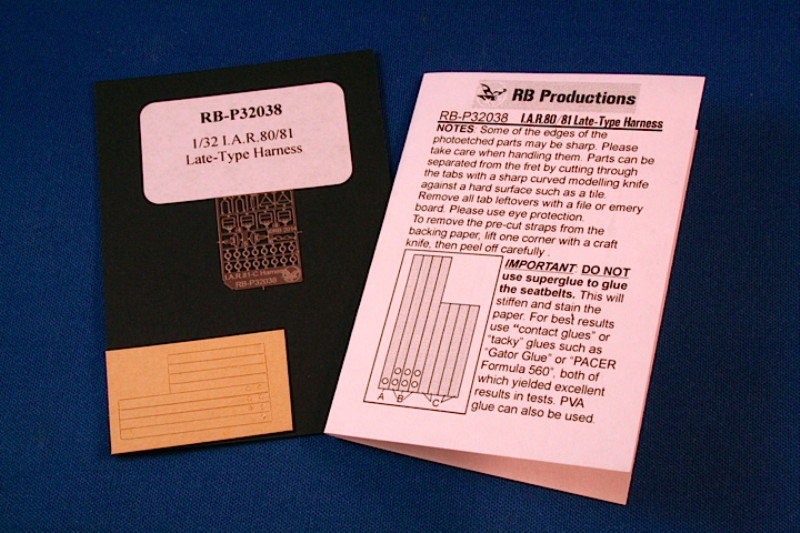 RB-P32038
1/32 I.A.R.80/81
Late-Type Harness
I.A.R.81-C Harness
RB-P32038
RB Productions
RB-P32038 I.A.R.80/81 Late-Type Harness
NOTES: Some of the edges of the
photoetched parts may be sharp. Please
take care when handling them. Parts can be
separated from the fret by cutting through
the tabs with a sharp curved modelling knife
against a hard surface such as a tile.
Remove all tab leftovers with a file or emery
board. Please use eye protection.
To remove the pre-cut straps from the
backing paper, lift one corner with a craft
knife, then peel off carefully .
IMPORTANT: DO NOT
use superglue to glue
the seatbelts. This will
stiffen and stain the
paper. For best results
use "contact glues" or
"tacky" glues such as
"Gator Glue" or "PACER
Formula 560", both of
which yielded excellent
results in tests. PVA
glue can also be used.
A B C